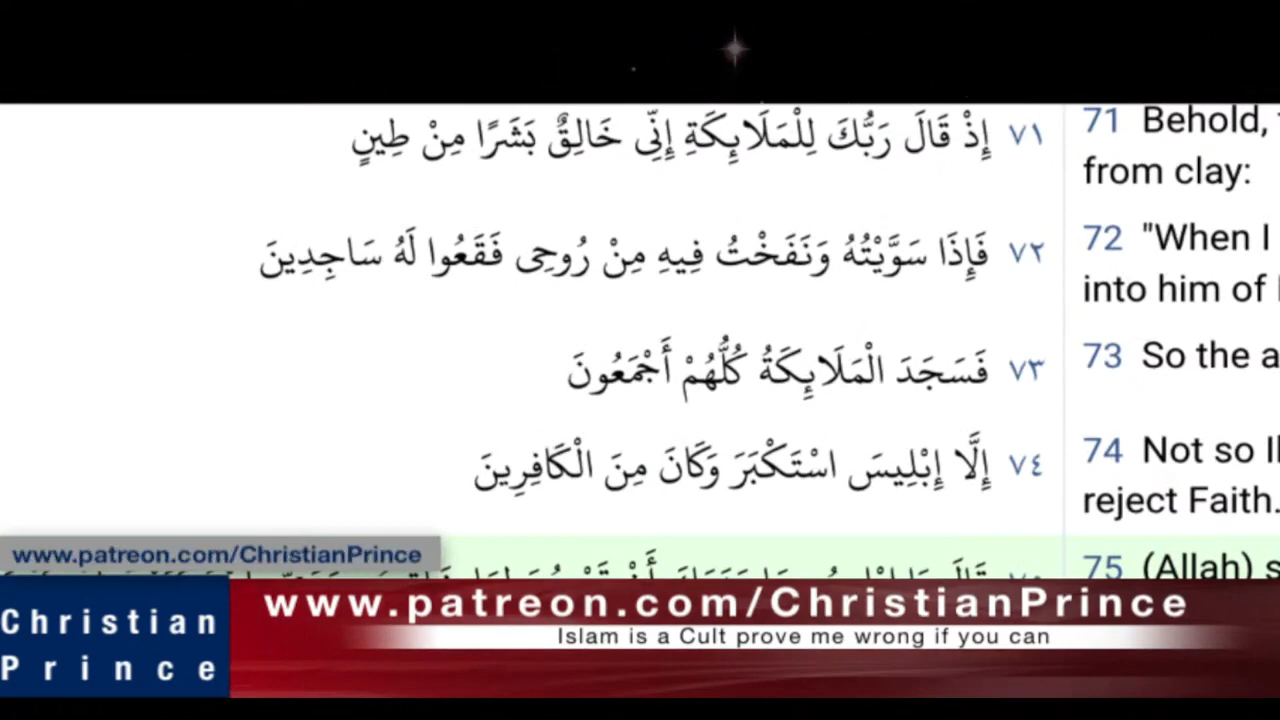 إِذْ قَالَ رَبُّكَ لِلْمَلَائِكَةِ إِنِّي خَالِقٌ بَشَرًا مِنْ طِينٍ ٧١
71 Behold,
from clay:
فَإِذَا سَوَّيْتُهُ وَنَفَخْتُ فِيهِ مِنْ رُوحِي فَقَعُوا لَهُ سَاجِدِينَ ٧٢
72 "When I
into him of
فَسَجَدَ الْمَلَائِكَةُ كُلُّهُمْ أَجْمَعُونَ ٧٣
73 So the a
إِلَّا إِبْلِيسَ اسْتَكْبَرَ وَكَانَ مِنَ الْكَافِرِينَ ٧٤
74 Not so
reject Faith.
75 (Allah) s
www.patreon.com/ChristianPrince
Christian
Prince
www.patreon.com/ChristianPrince
Islam is a Cult prove me wrong if you can